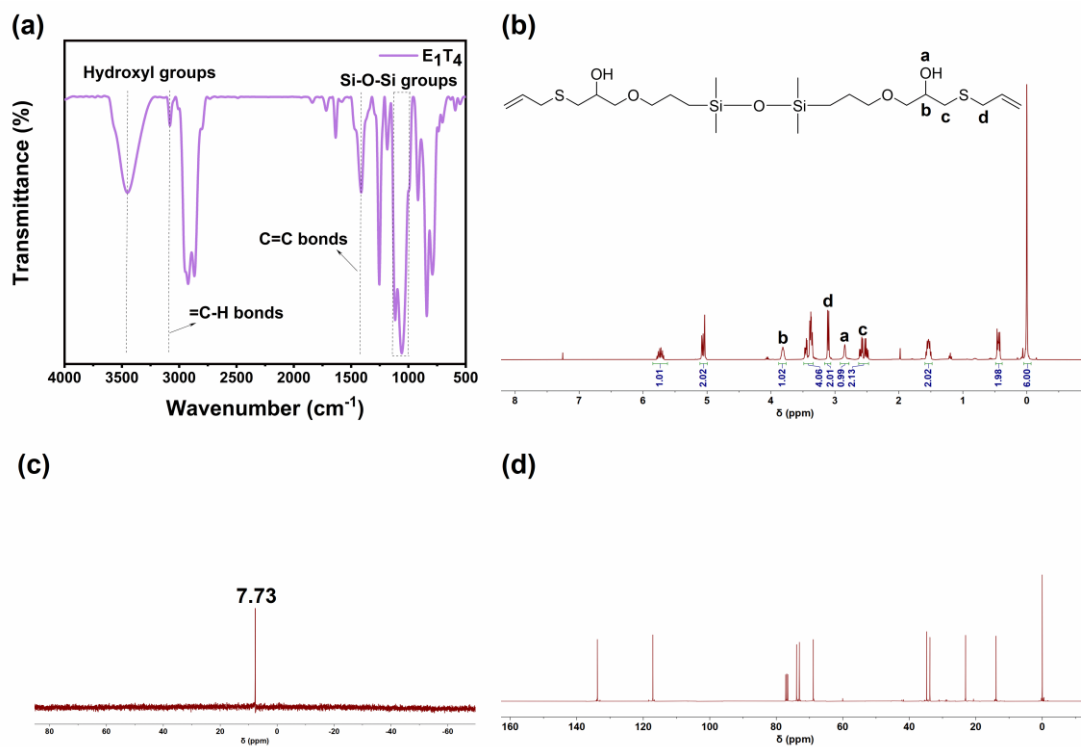 (a)
E1T4
Hydroxyl groups
Si-O-Si groups
C=C bonds
=C-H bonds
Transmittance (%)
4000 3500 3000 2500 2000 1500 1000 500
Wavenumber (cm-1)
(b)
OH
a
OH
S
O
Si
O
Si
O
b
c
S
d
b
d
a
c
1.01
2.02
1.02
4.06
2.01
0.99
2.13
2.02
1.98
6.00
8 7 6 5 4 3 2 1 0
δ (ppm)
(c)
7.73
80 60 40 20 0 -20 -40 -60
δ (ppm)
(d)
160 140 120 100 80 60 40 20 0
δ (ppm)